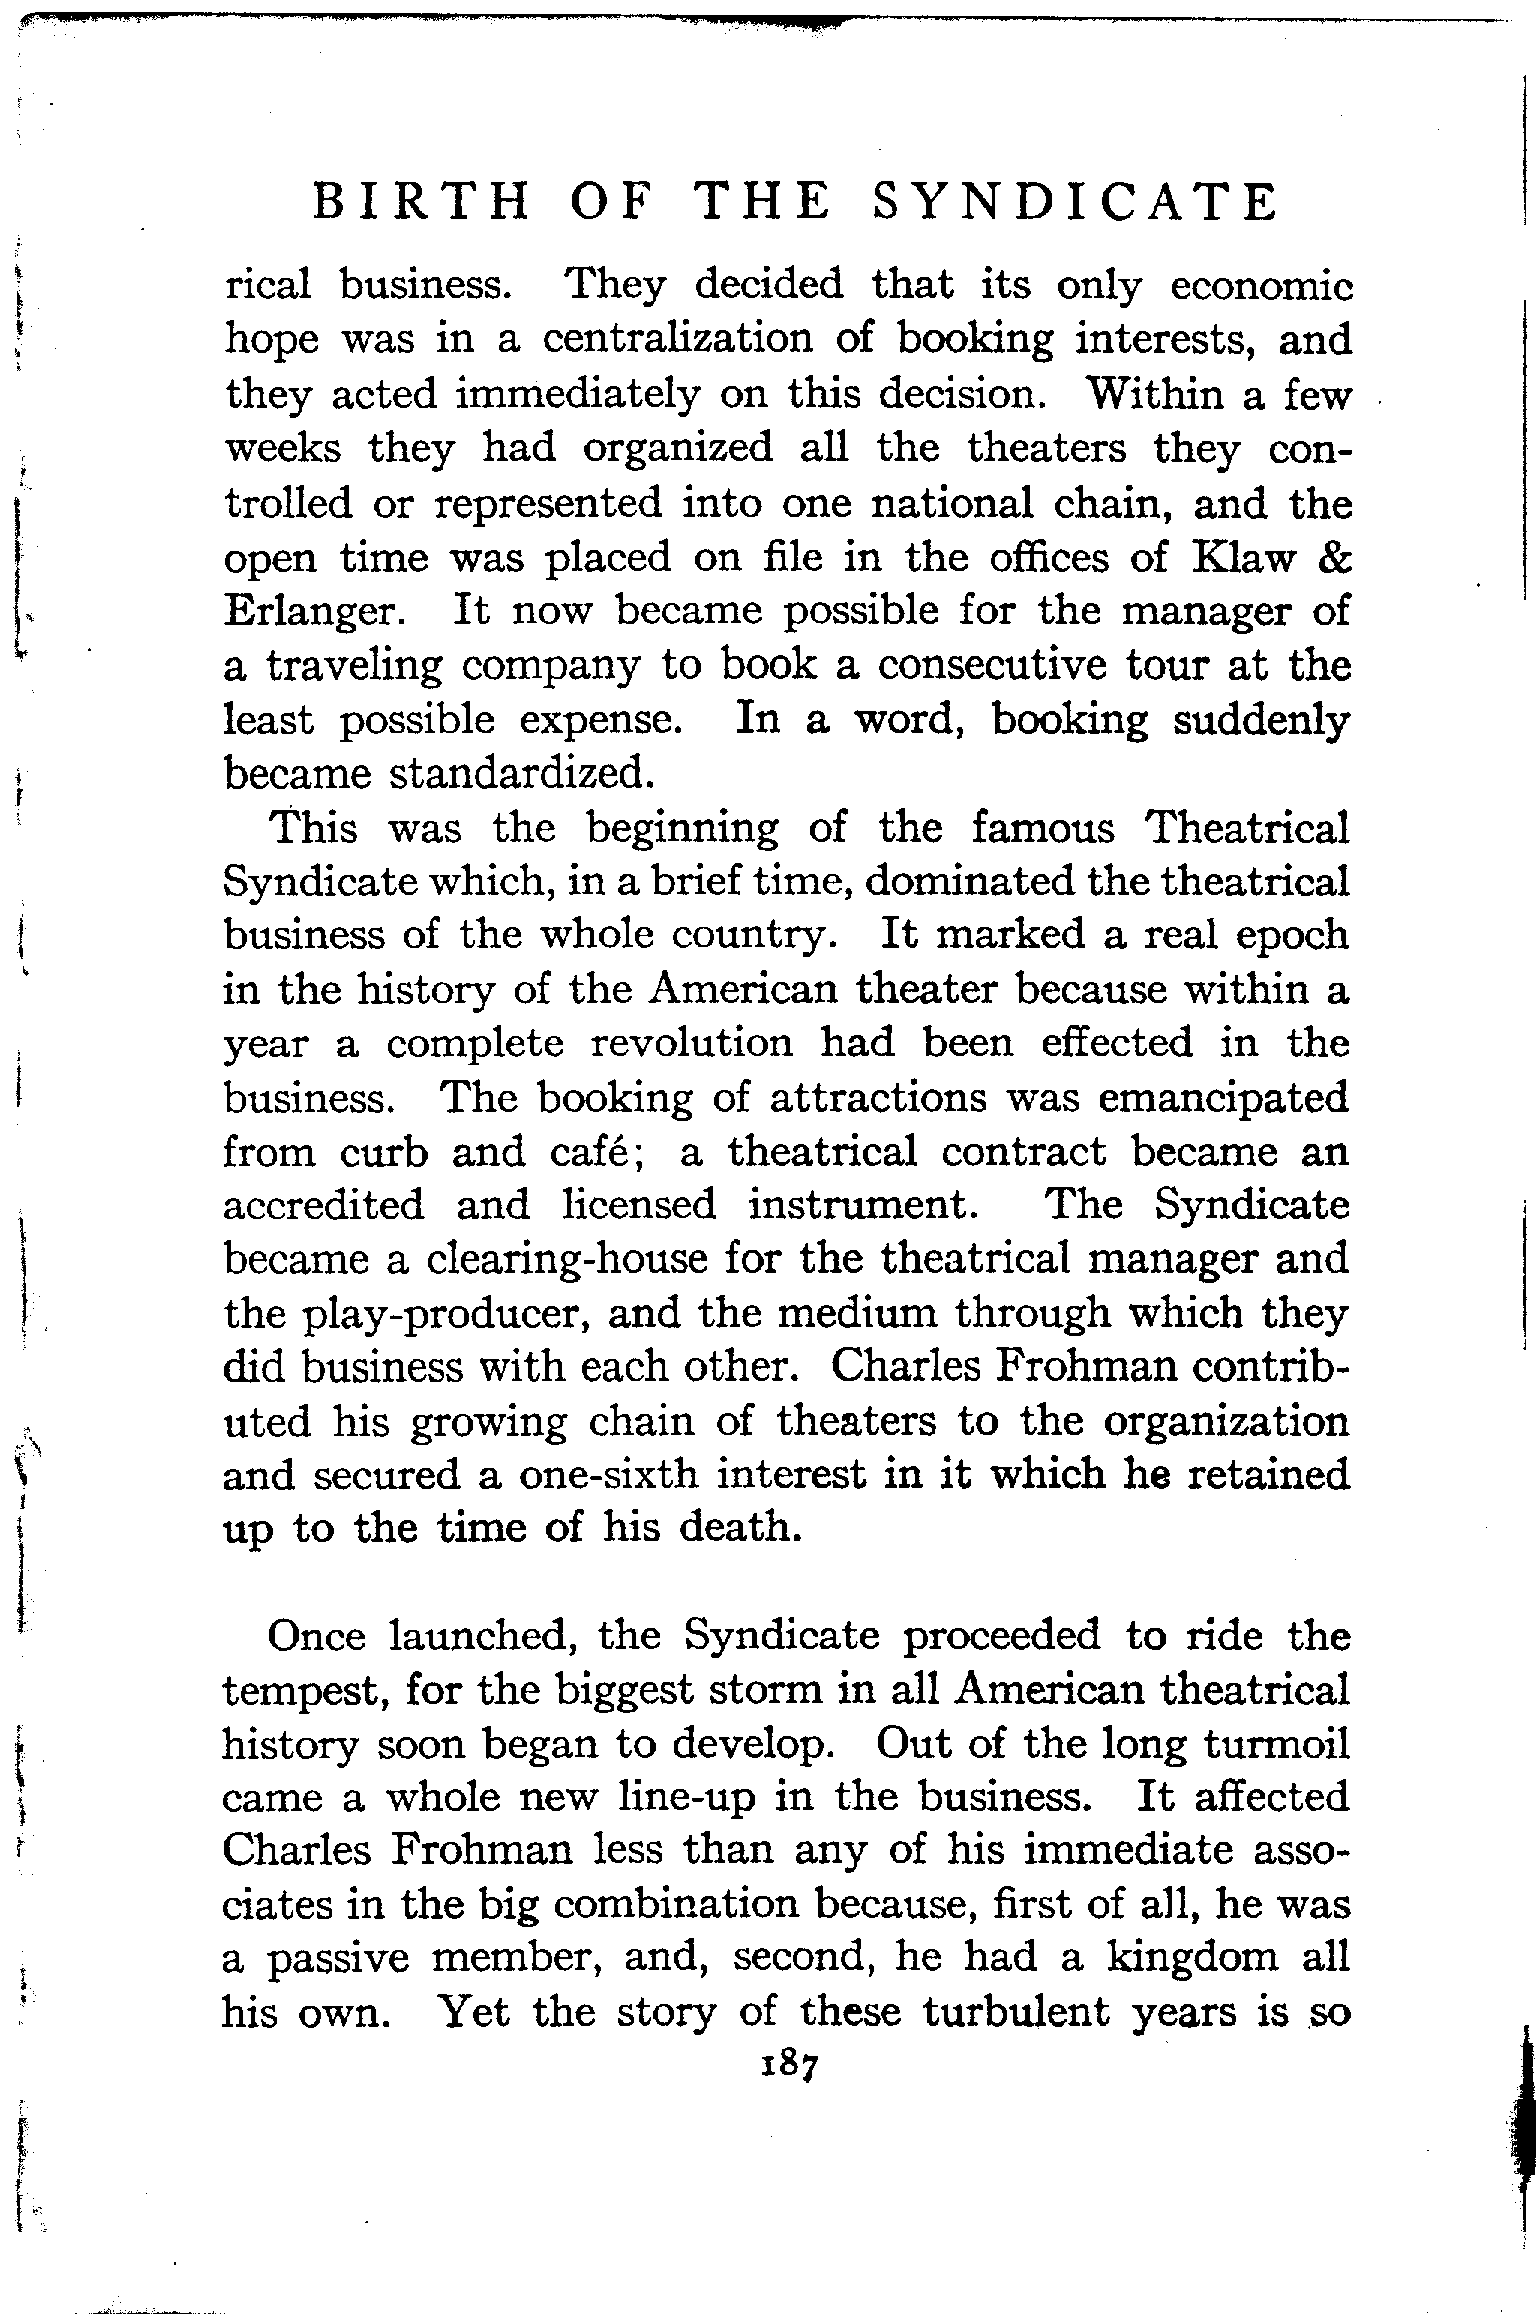 BIRTH OF THE SYNDICATE
rical business. They decided that its only economic
hope was in a centralization of booking interests, and
they acted immediately on this decision. Within a few
weeks they had organized all the theaters they con-
trolled or represented into one national chain, and the
open time was placed on file in the offices of Klaw &
Erlanger. It now became possible for the manager of
a traveling company to book a consecutive tour at the
least possible expense. In a word, booking suddenly
became standardized.
This was the beginning of the famous Theatrical
Syndicate which, in a brief time, dominated the theatrical
business of the whole country. It marked a real epoch
in the history of the American theater because within a
year a complete revolution had been effected in the
business. The booking of attractions was emancipated
from curb and café; a theatrical contract became an
accredited and licensed instrument. The Syndicate
became a clearing-house for the theatrical manager and
the play-producer, and the medium through which they
did business with each other. Charles Frohman contrib-
uted his growing chain of theaters to the organization
and secured a one-sixth interest in it which he retained
up to the time of his death.
Once launched, the Syndicate proceeded to ride the
tempest, for the biggest storm in all American theatrical
history soon began to develop. Out of the long turmoil
came a whole new line-up in the business. It affected
Charles Frohman less than any of his immediate asso-
ciates in the big combination because, first of all, he was
a passive member, and, second, he had a kingdom all
his own. Yet the story of these turbulent years is so
187